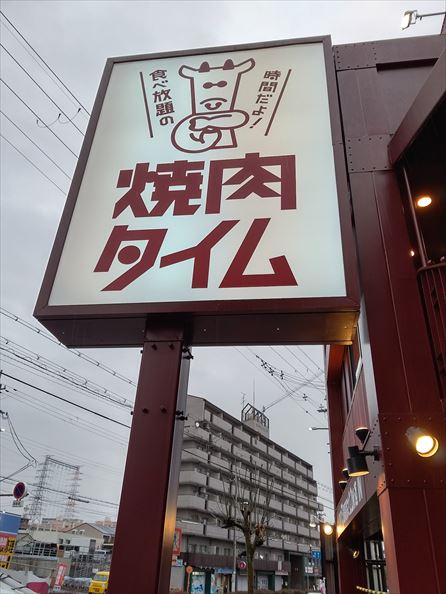 食べ放題の
時間だよ！
焼肉
タイム